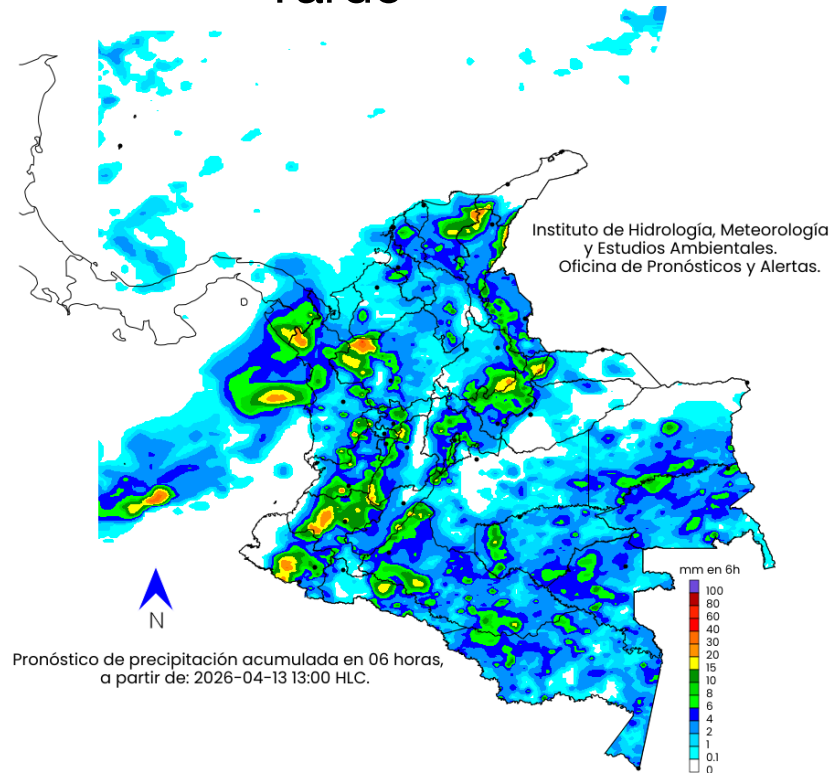 Tarde
Instituto de Hidrología, Meteorología
y Estudios Ambientales.
Oficina de Pronósticos y Alertas.
N
Pronóstico de precipitación acumulada en 06 horas,
a partir de: 2026-04-13 13:00 HLC.
mm en 6h
100
80
60
40
30
20
15
10
8
6
4
2
1
0.1
0